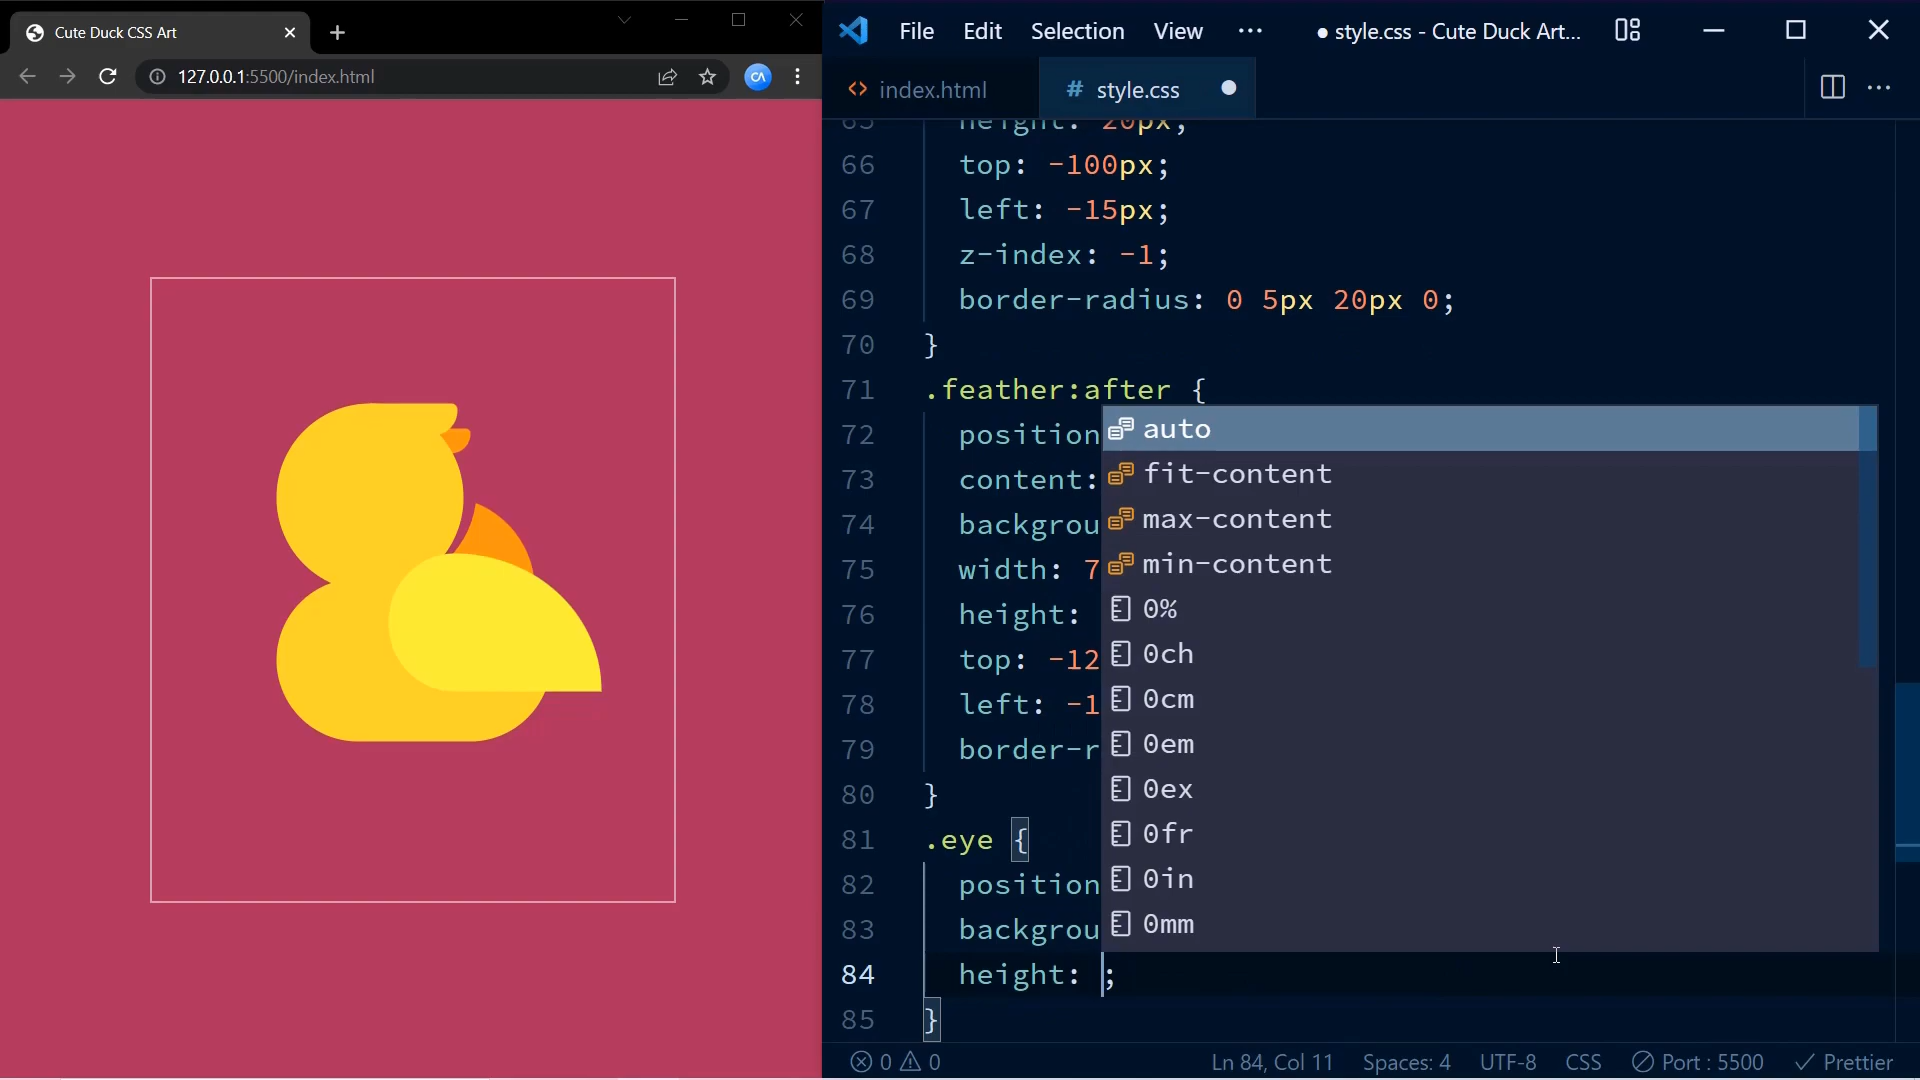 Cute Duck CSS Art
127.0.0.1:5500/index.html
File Edit Selection View ··· ● style.css - Cute Duck Art...
<> index.html # style.css
65 height: 20px;
66 top: -100px;
67 left: -15px;
68 z-index: -1;
69 border-radius: 0 5px 20px 0;
70 }
71 .feather:after {
72 position
73 content:
74 backgrou
75 width: 7
76 height:
77 top: -12
78 left: -1
79 border-r
80 }
81 .eye {
82 position
83 backgrou
84 height: ;
85 }
auto
fit-content
max-content
min-content
0%
0ch
0cm
0em
0ex
0fr
0in
0mm
0 0 Ln 84, Col 11 Spaces: 4 UTF-8 CSS Port : 5500 Prettier